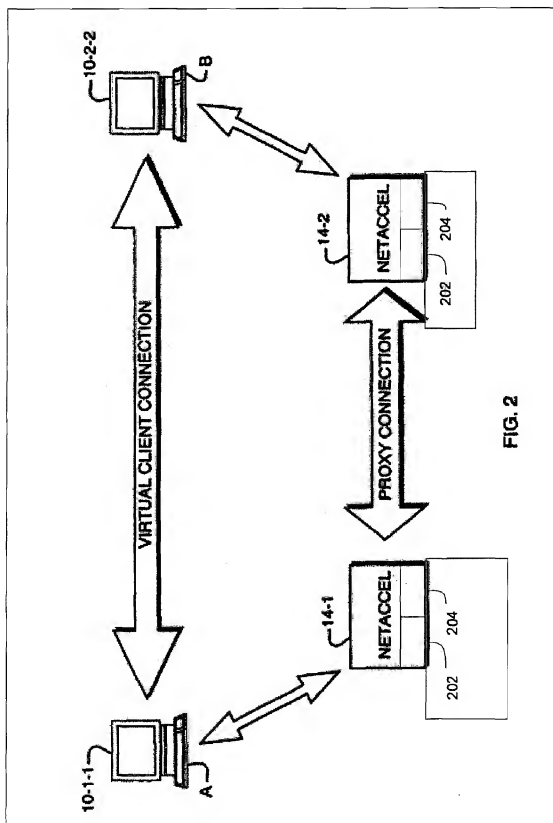 10-1-1
A
VIRTUAL CLIENT CONNECTION
10-2-2
B
14-1
NETACCEL
202
204
PROXY CONNECTION
14-2
NETACCEL
202
204
FIG. 2